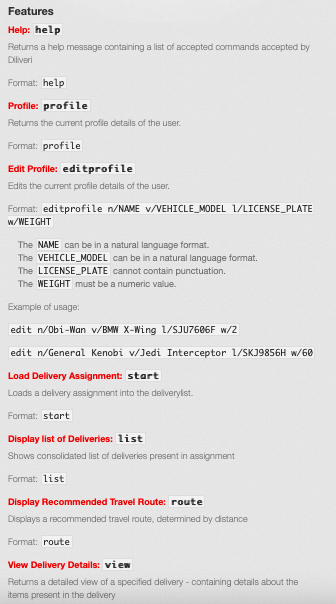 Features
Help: help
Returns a help message containing a list of accepted commands accepted by
Diliveri
Format: help
Profile: profile
Returns the current profile details of the user.
Format: profile
Edit Profile: editprofile
Edits the current profile details of the user.
Format: editprofile n/NAME v/VEHICLE_MODEL l/LICENSE_PLATE
w/WEIGHT
The NAME can be in a natural language format.
The VEHICLE_MODEL can be in a natural language format.
The LICENSE_PLATE cannot contain punctuation.
The WEIGHT must be a numeric value.
Example of usage:
edit n/Obi-Wan v/BMW X-Wing l/SJU7606F w/2
edit n/General Kenobi v/Jedi Interceptor l/SKJ9856H w/60
Load Delivery Assignment: start
Loads a delivery assignment into the deliverylist.
Format: start
Display list of Deliveries: list
Shows consolidated list of deliveries present in assignment
Format: list
Display Recommended Travel Route: route
Displays a recommended travel route, determined by distance
Format: route
View Delivery Details: view
Returns a detailed view of a specified delivery - containing details about the
items present in the delivery